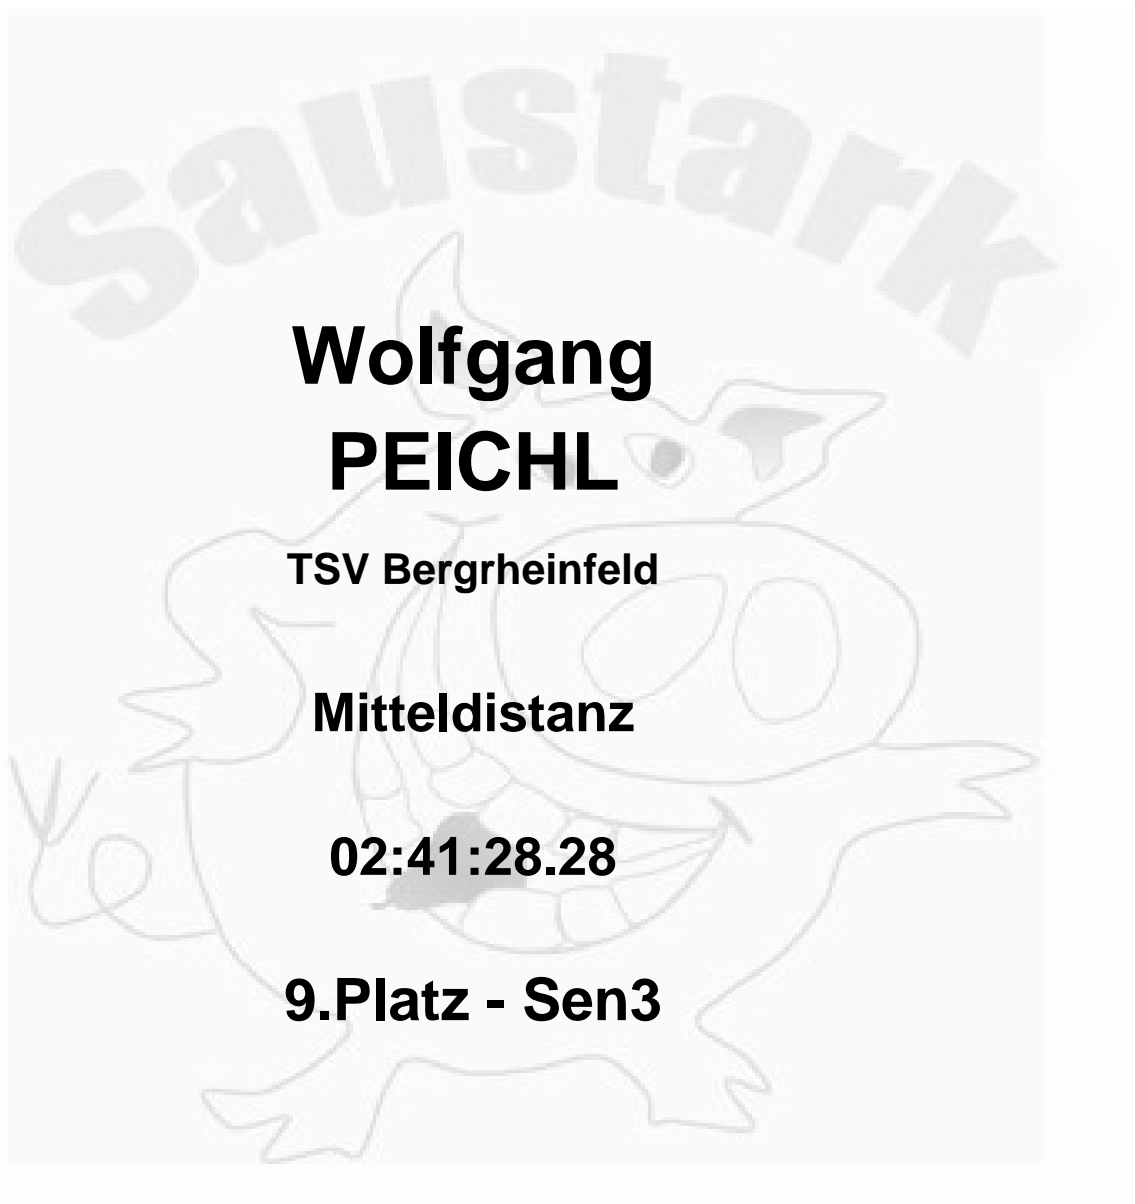 Saustark
Wolfgang
PEICHL
TSV Bergrheinfeld
Mitteldistanz
02:41:28.28
9.Platz - Sen3